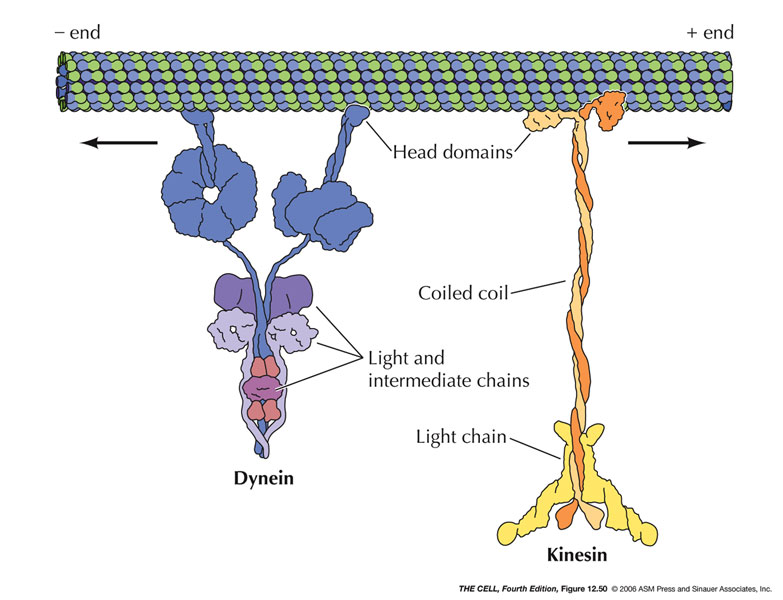 – end
+ end
Head domains
Coiled coil
Light and
intermediate chains
Light chain
Dynein
Kinesin
THE CELL, Fourth Edition, Figure 12.50 © 2006 ASM Press and Sinauer Associates, Inc.